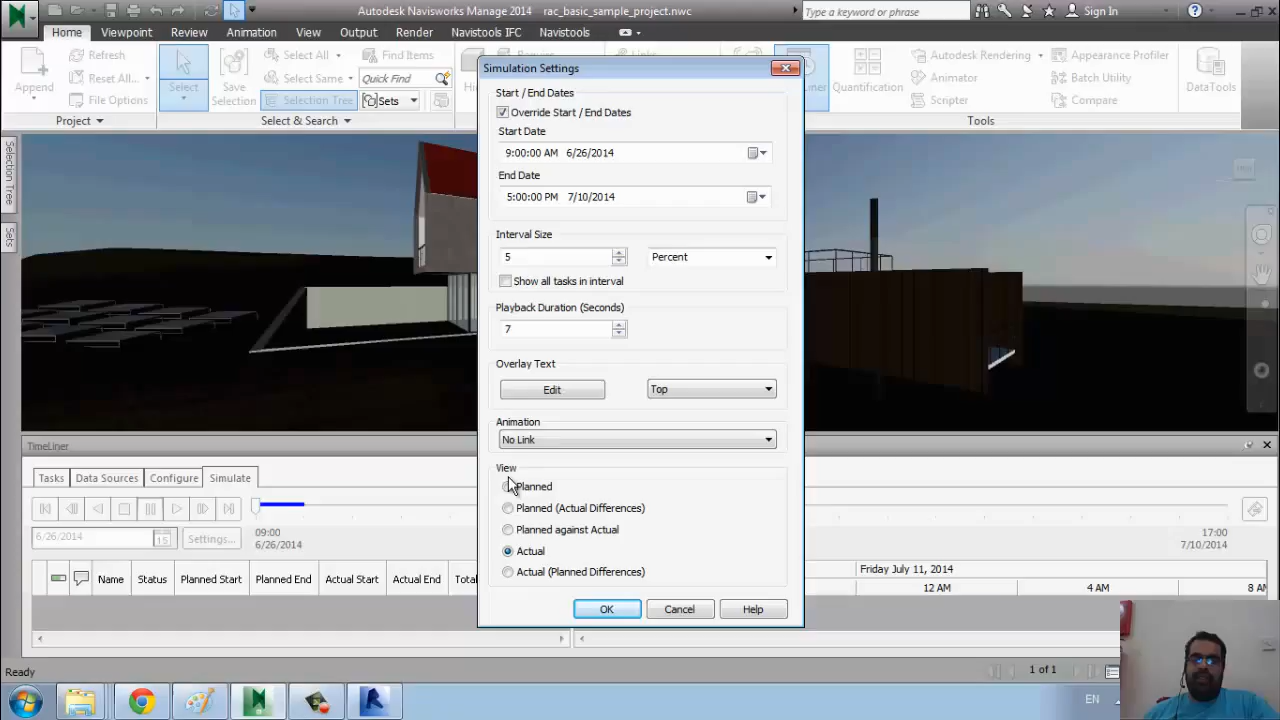 Autodesk Navisworks Manage 2014 rac_basic_sample_project.nwc
Type a keyword or phrase
Sign In
Home Viewpoint Review Animation View Output Render Navistools IFC Navistools
Append
Refresh
All...
File Options
Project
Select
Save Selection
Select All
Select Same
Selection Tree
Find Items
Quick Find
Sets
Select & Search
Quantification
Autodesk Rendering
Animator
Scripter
Appearance Profiler
Batch Utility
Compare
DataTools
Tools
Selection Tree
Sets
Simulation Settings
Start / End Dates
Override Start / End Dates
Start Date
9:00:00 AM 6/26/2014
End Date
5:00:00 PM 7/10/2014
Interval Size
5 Percent
Show all tasks in interval
Playback Duration (Seconds)
7
Overlay Text
Edit Top
Animation
No Link
View
Planned
Planned (Actual Differences)
Planned against Actual
Actual
Actual (Planned Differences)
OK Cancel Help
TimeLiner
Tasks Data Sources Configure Simulate
6/26/2014 15 Settings...
09:00
6/26/2014
17:00
7/10/2014
Name Status Planned Start Planned End Actual Start Actual End
Friday July 11, 2014
12 AM 4 AM
Ready
1 of 1
EN